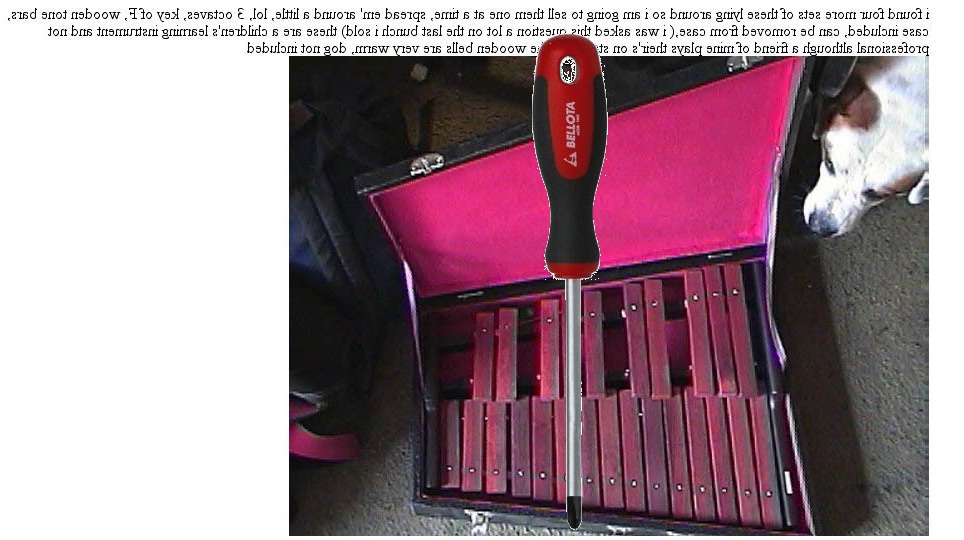 i found four more sets of these lying around so i am going to sell them one at a time, spread em' around a little, lol, 3 octaves, key of F, wooden tone bars,
case included, can be removed from case,( i was asked this question a lot on the last bunch i sold) these are a children's learning instrument and not
professional although a friend of mine plays their's on wooden bells are very warm, dog not included
BELLOTA